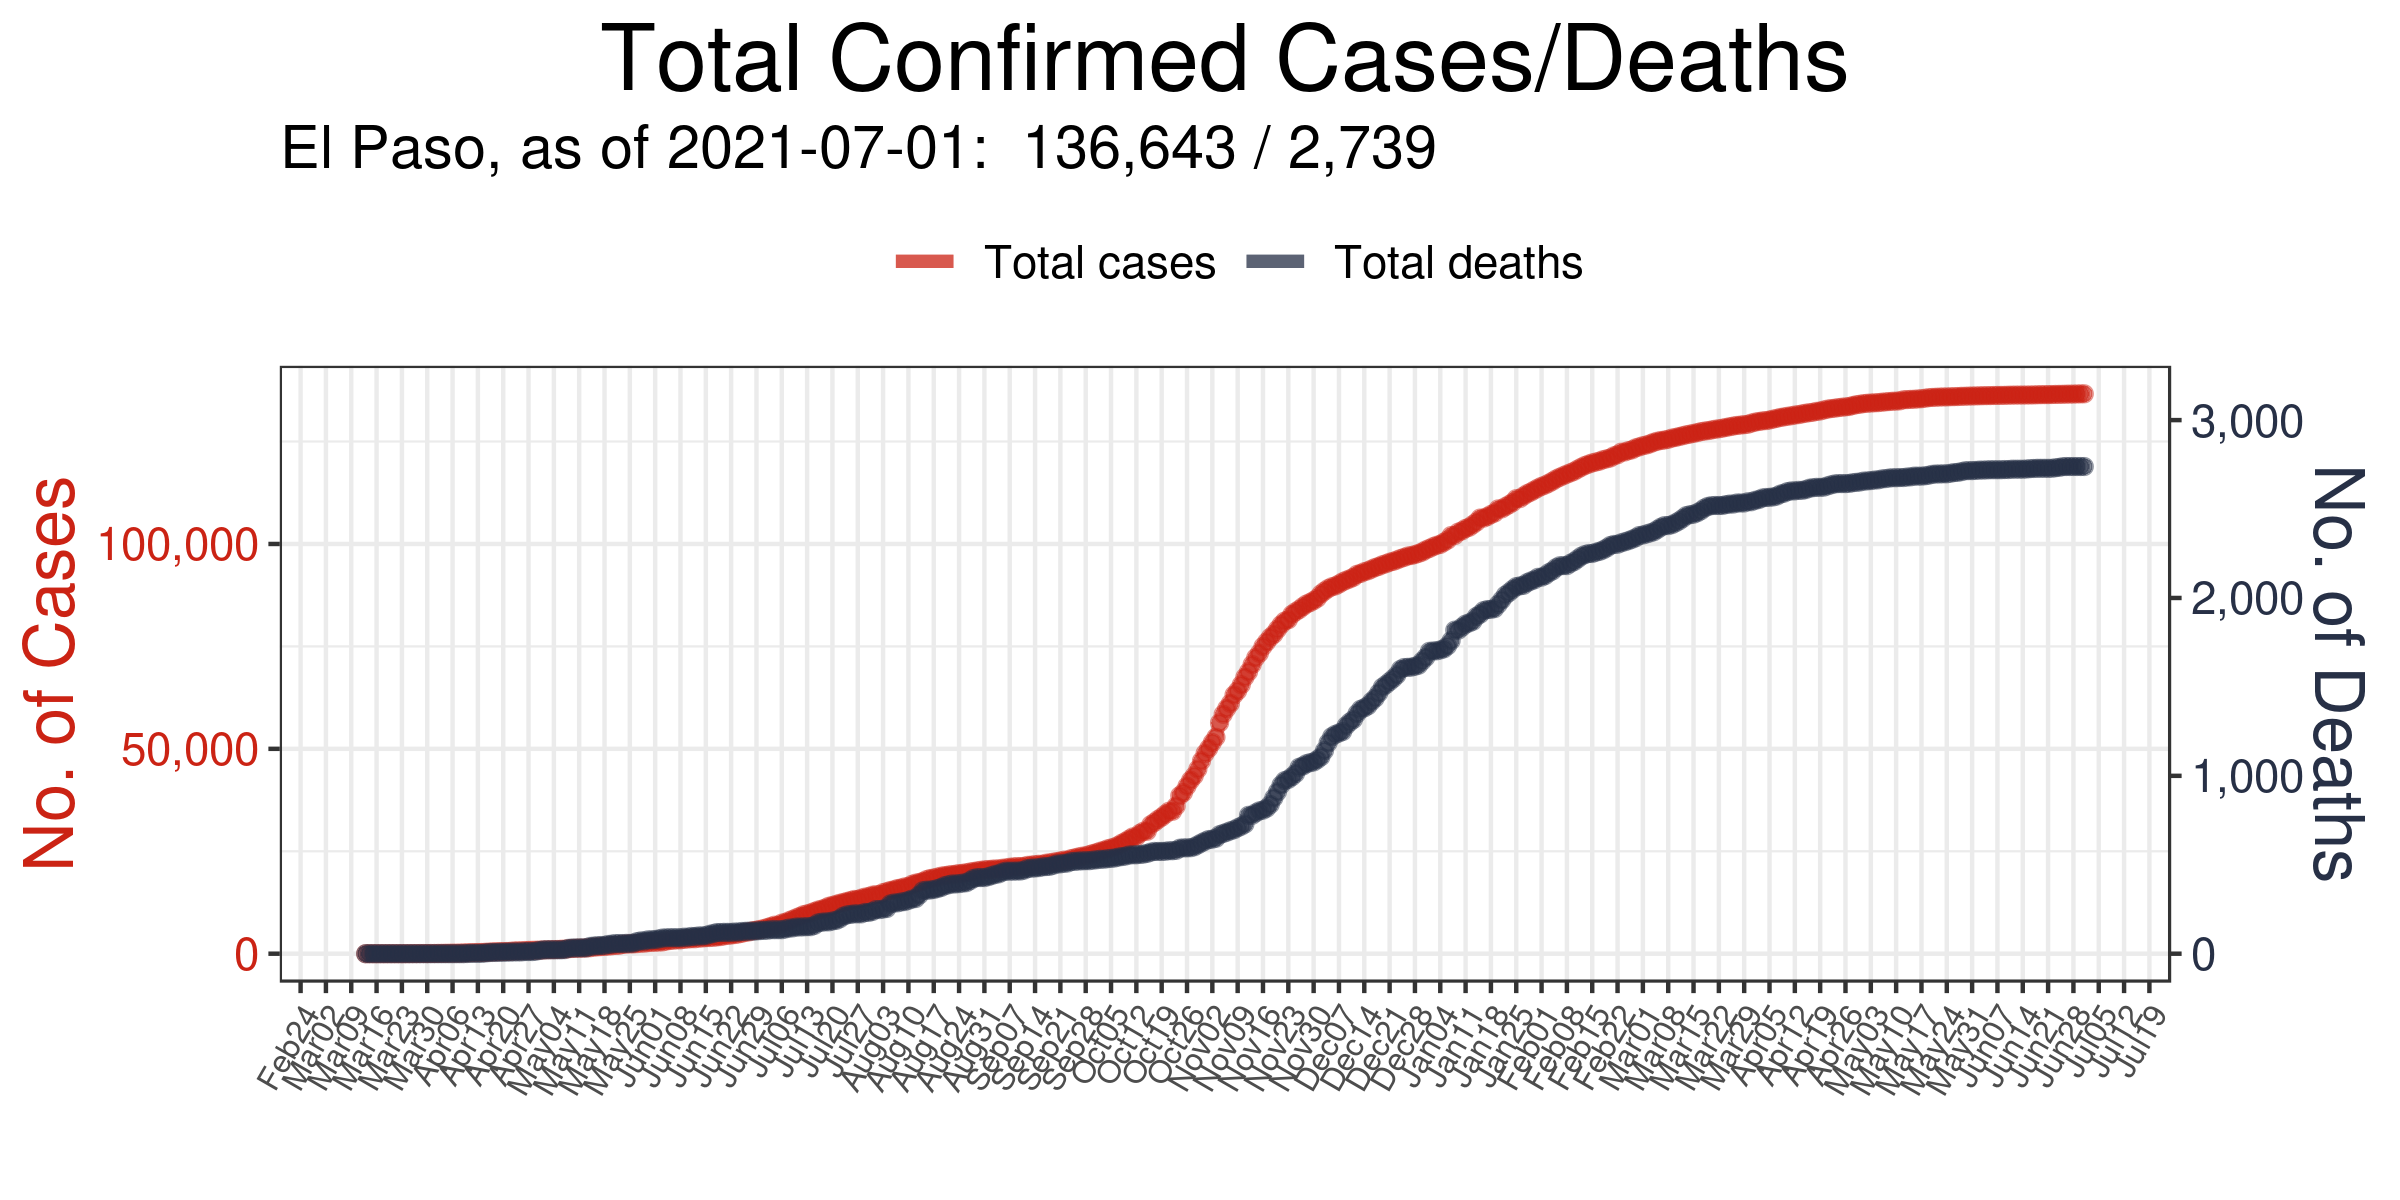 Total Confirmed Cases/Deaths
El Paso, as of 2021-07-01:  136,643 / 2,739
Total cases
Total deaths
No. of Cases
100,000
50,000
0
3,000
2,000
1,000
0
No. of Deaths
Feb24
Mar02
Mar09
Mar16
Mar23
Mar30
Apr06
Apr13
Apr20
Apr27
May04
May11
May18
May25
Jun01
Jun08
Jun15
Jun22
Jun29
Jul06
Jul13
Jul20
Jul27
Aug03
Aug10
Aug17
Aug24
Aug31
Sep07
Sep14
Sep21
Sep28
Oct05
Oct12
Oct19
Oct26
Nov02
Nov09
Nov16
Nov23
Nov30
Dec07
Dec14
Dec21
Dec28
Jan04
Jan11
Jan18
Jan25
Feb01
Feb08
Feb15
Feb22
Mar01
Mar08
Mar15
Mar22
Mar29
Apr05
Apr12
Apr19
Apr26
May03
May10
May17
May24
May31
Jun07
Jun14
Jun21
Jun28
Jul05
Jul12
Jul19